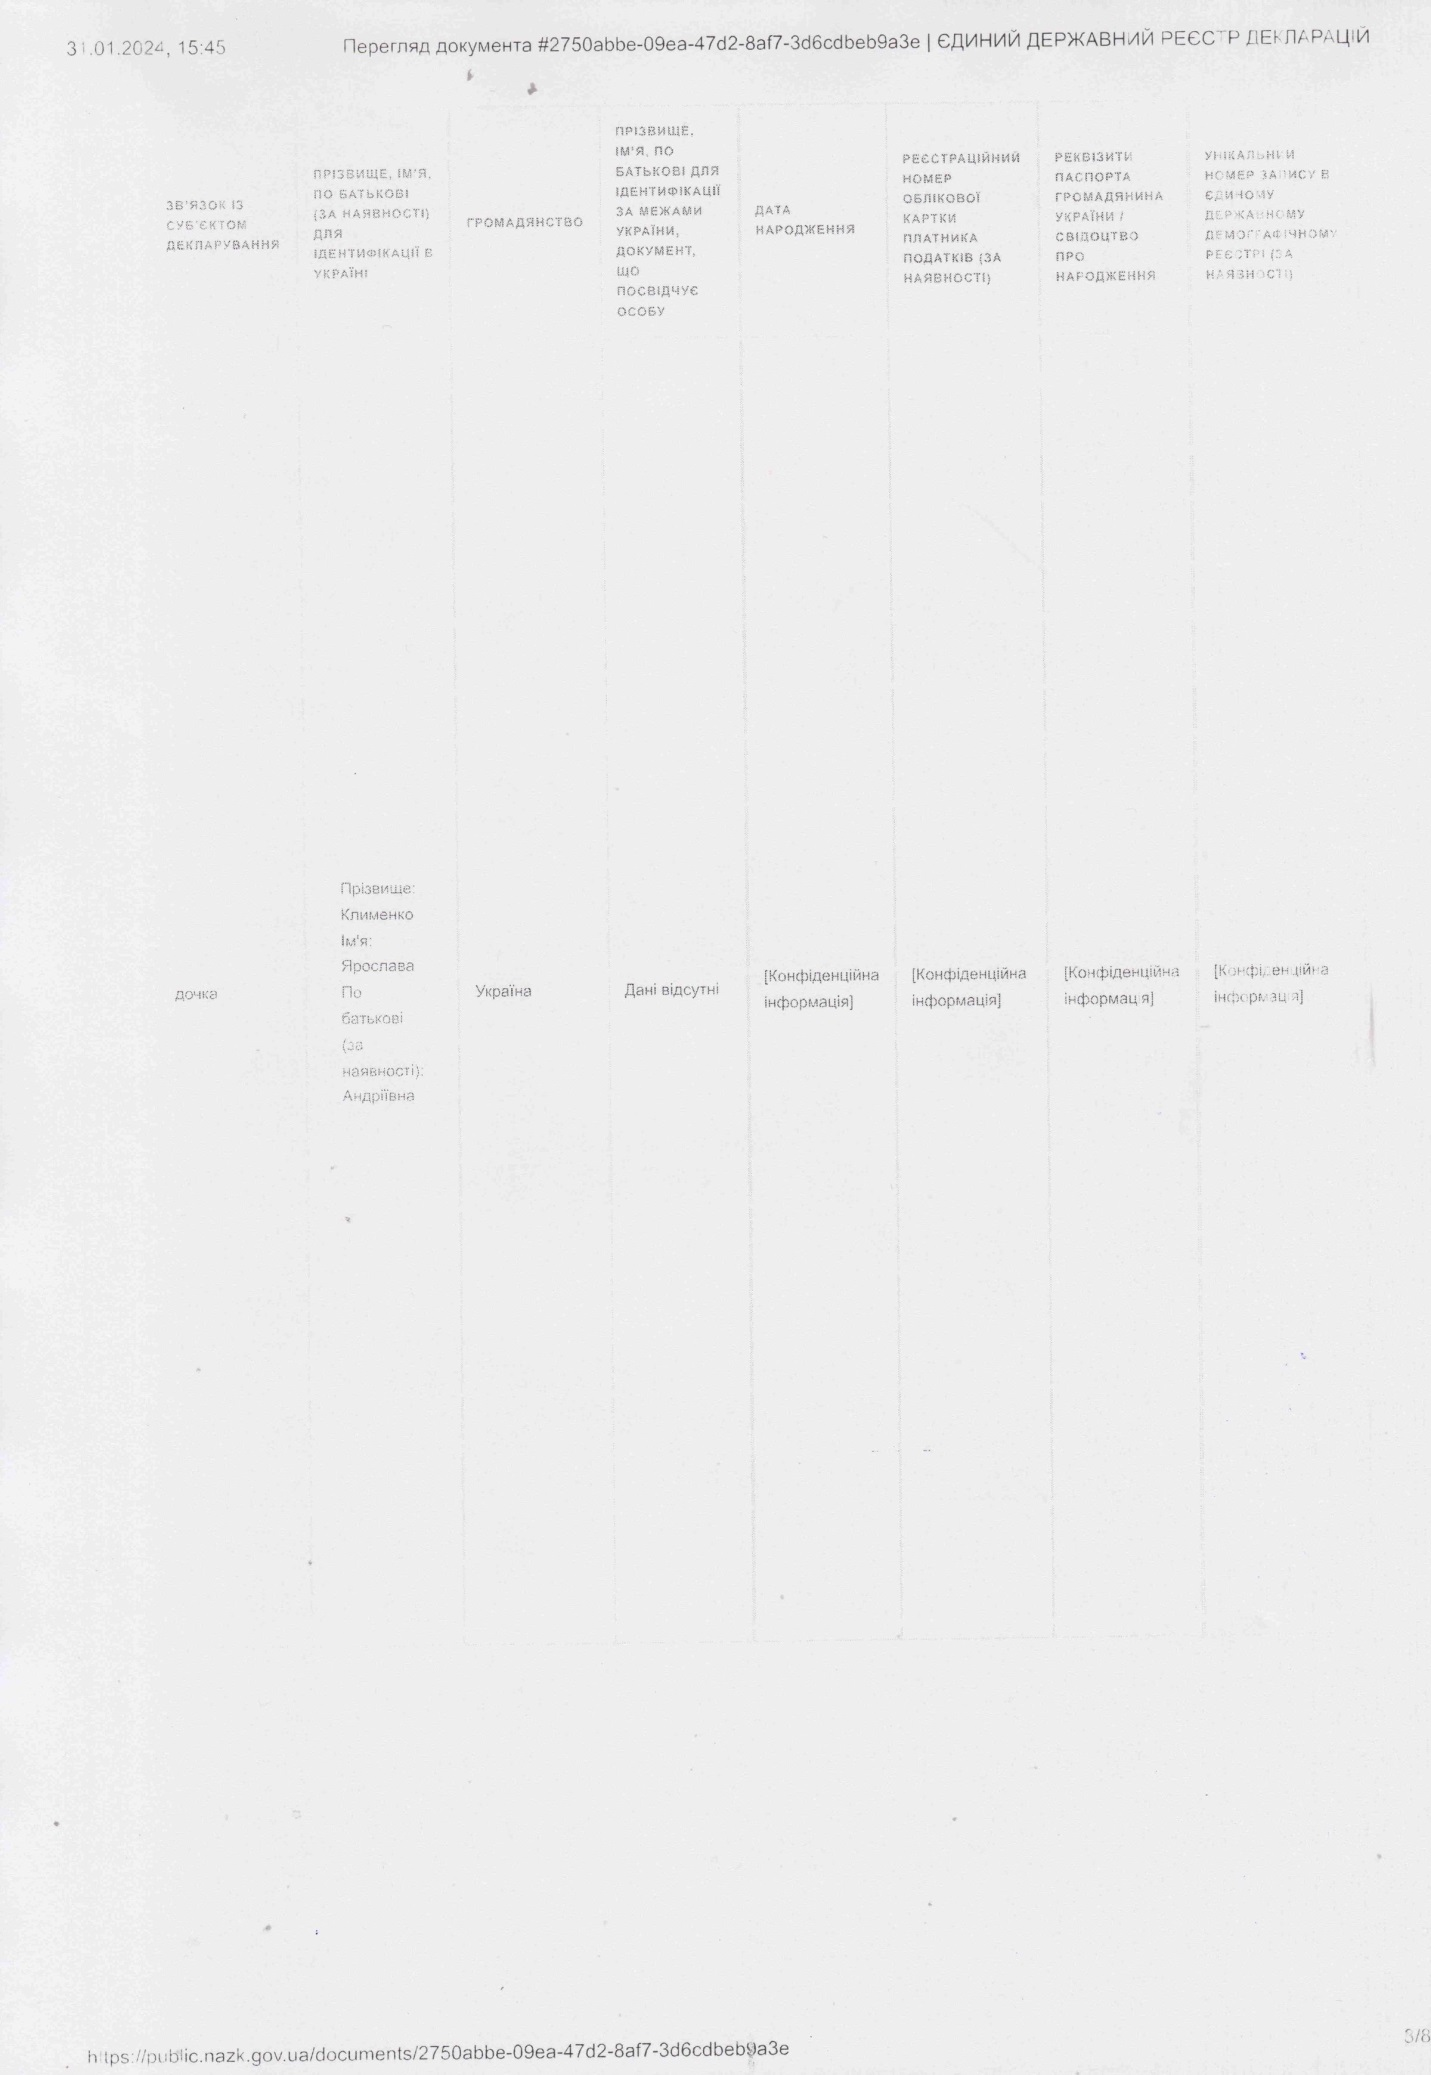 31.01.2024, 15:45
Перегляд документа #2750abbe-09ea-47d2-8af7-3d6cdbeb9a3e | ЄДИНИЙ ДЕРЖАВНИЙ РЕЄСТР ДЕКЛАРАЦІЙ
ЗВ'ЯЗОК ІЗ
СУБ'ЄКТОМ
ДЕКЛАРУВАННЯ
ПРІЗВИЩЕ, ІМ'Я,
ПО БАТЬКОВІ
(ЗА НАЯВНОСТІ)
ДЛЯ
ІДЕНТИФІКАЦІЇ В
УКРАЇНІ
ГРОМАДЯНСТВО
ПРІЗВИЩЕ,
ІМ'Я, ПО
БАТЬКОВІ ДЛЯ
ІДЕНТИФІКАЦІЇ
ЗА МЕЖАМИ
УКРАЇНИ,
ДОКУМЕНТ,
ЩО
ПОСВІДЧУЄ
ОСОБУ
ДАТА
НАРОДЖЕННЯ
РЕЄСТРАЦІЙНИЙ
НОМЕР
ОБЛІКОВОЇ
КАРТКИ
ПЛАТНИКА
ПОДАТКІВ (ЗА
НАЯВНОСТІ)
РЕКВІЗИТИ
ПАСПОРТА
ГРОМАДЯНИНА
УКРАЇНИ /
СВІДОЦТВО
ПРО
НАРОДЖЕННЯ
УНІКАЛЬНИЙ
НОМЕР ЗАПИСУ В
ЄДИНОМУ
ДЕРЖАВНОМУ
ДЕМОГРАФІЧНОМУ
РЕЄСТРІ (ЗА
НАЯВНОСТІ)
дочка
Прізвище:
Клименко
Ім'я:
Ярослава
По
батькові
(за
наявності):
Андріївна
Україна
Дані відсутні
[Конфіденційна
інформація]
[Конфіденційна
інформація]
[Конфіденційна
інформація]
[Конфіденційна
інформація]
https://public.nazk.gov.ua/documents/2750abbe-09ea-47d2-8af7-3d6cdbeb9a3e
3/8